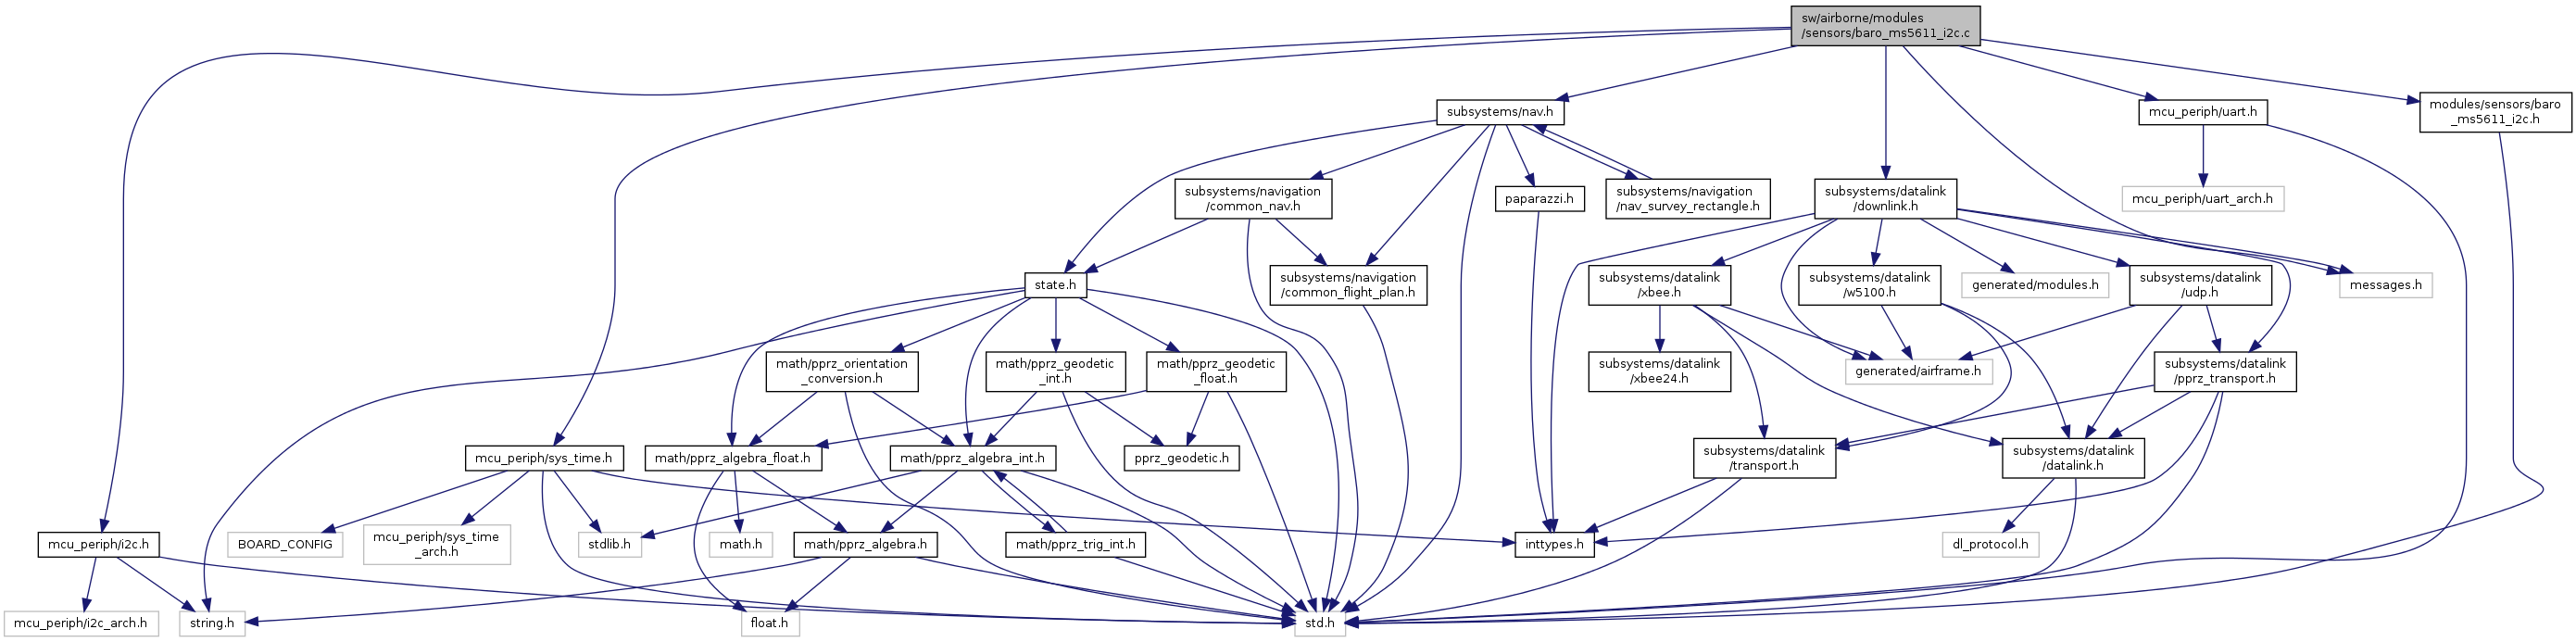 sw/airborne/modules
/sensors/baro_ms5611_i2c.c
subsystems/nav.h
mcu_periph/uart.h
modules/sensors/baro
_ms5611_i2c.h
subsystems/navigation
/common_nav.h
paparazzi.h
subsystems/navigation
/nav_survey_rectangle.h
subsystems/datalink
/downlink.h
mcu_periph/uart_arch.h
state.h
subsystems/navigation
/common_flight_plan.h
subsystems/datalink
/xbee.h
subsystems/datalink
/w5100.h
generated/modules.h
subsystems/datalink
/udp.h
messages.h
math/pprz_orientation
_conversion.h
math/pprz_geodetic
_int.h
math/pprz_geodetic
_float.h
subsystems/datalink
/xbee24.h
generated/airframe.h
subsystems/datalink
/pprz_transport.h
mcu_periph/sys_time.h
math/pprz_algebra_float.h
math/pprz_algebra_int.h
pprz_geodetic.h
subsystems/datalink
/transport.h
subsystems/datalink
/datalink.h
mcu_periph/i2c.h
BOARD_CONFIG
mcu_periph/sys_time
_arch.h
stdlib.h
math.h
math/pprz_algebra.h
math/pprz_trig_int.h
inttypes.h
dl_protocol.h
mcu_periph/i2c_arch.h
string.h
float.h
std.h